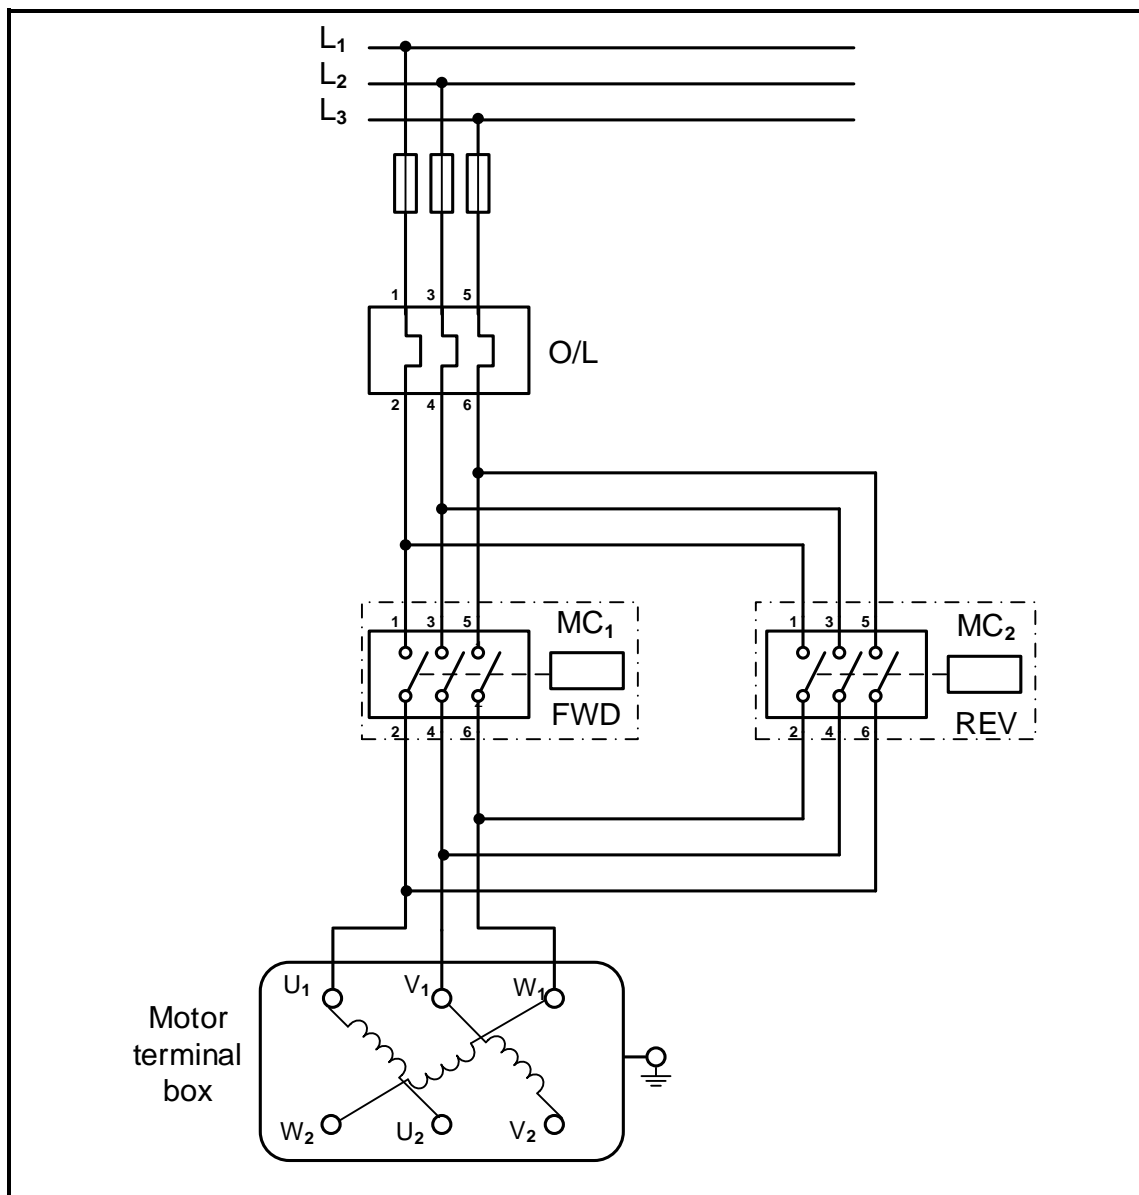 L₁
L₂
L₃
1 3 5
O/L
2 4 6
1 3 5
MC₁
FWD
2 4 6
1 3 5
MC₂
REV
2 4 6
U₁ V₁ W₁
Motor
terminal
box
W₂ U₂ V₂